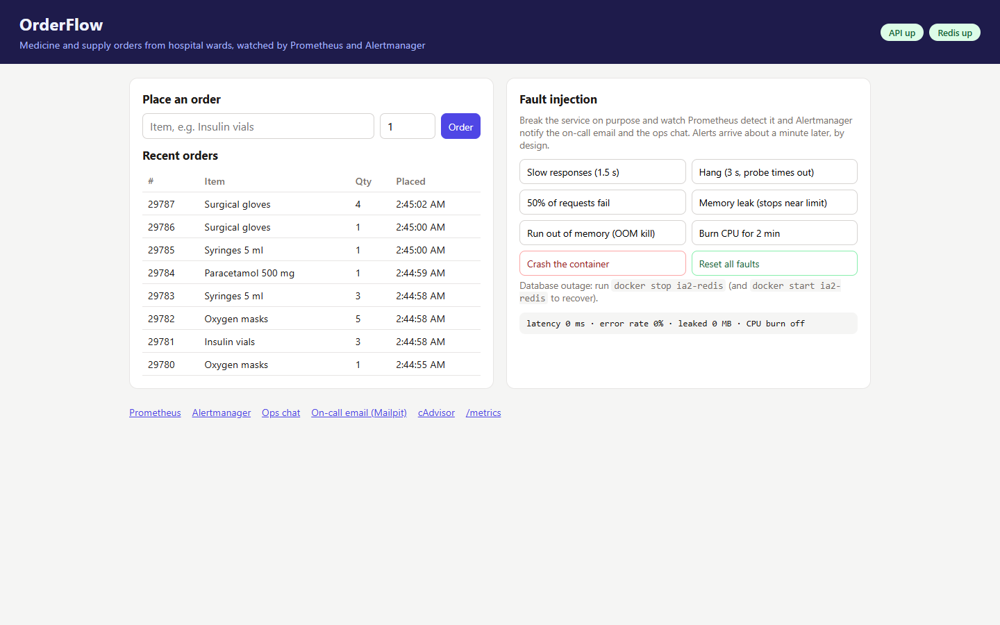 OrderFlow
Medicine and supply orders from hospital wards, watched by Prometheus and Alertmanager
API up
Redis up
Place an order
Item, e.g. Insulin vials
1
Order
Recent orders
# Item Qty Placed
29787 Surgical gloves 4 2:45:02 AM
29786 Surgical gloves 1 2:45:00 AM
29785 Syringes 5 ml 1 2:45:00 AM
29784 Paracetamol 500 mg 1 2:44:59 AM
29783 Syringes 5 ml 3 2:44:58 AM
29782 Oxygen masks 5 2:44:58 AM
29781 Insulin vials 3 2:44:58 AM
29780 Oxygen masks 1 2:44:55 AM
Fault injection
Break the service on purpose and watch Prometheus detect it and Alertmanager
notify the on-call email and the ops chat. Alerts arrive about a minute later, by
design.
Slow responses (1.5 s)
Hang (3 s, probe times out)
50% of requests fail
Memory leak (stops near limit)
Run out of memory (OOM kill)
Burn CPU for 2 min
Crash the container
Reset all faults
Database outage: run docker stop ia2-redis (and docker start ia2-
redis to recover).
latency 0 ms · error rate 0% · leaked 0 MB · CPU burn off
Prometheus Alertmanager Ops chat On-call email (Mailpit) cAdvisor /metrics